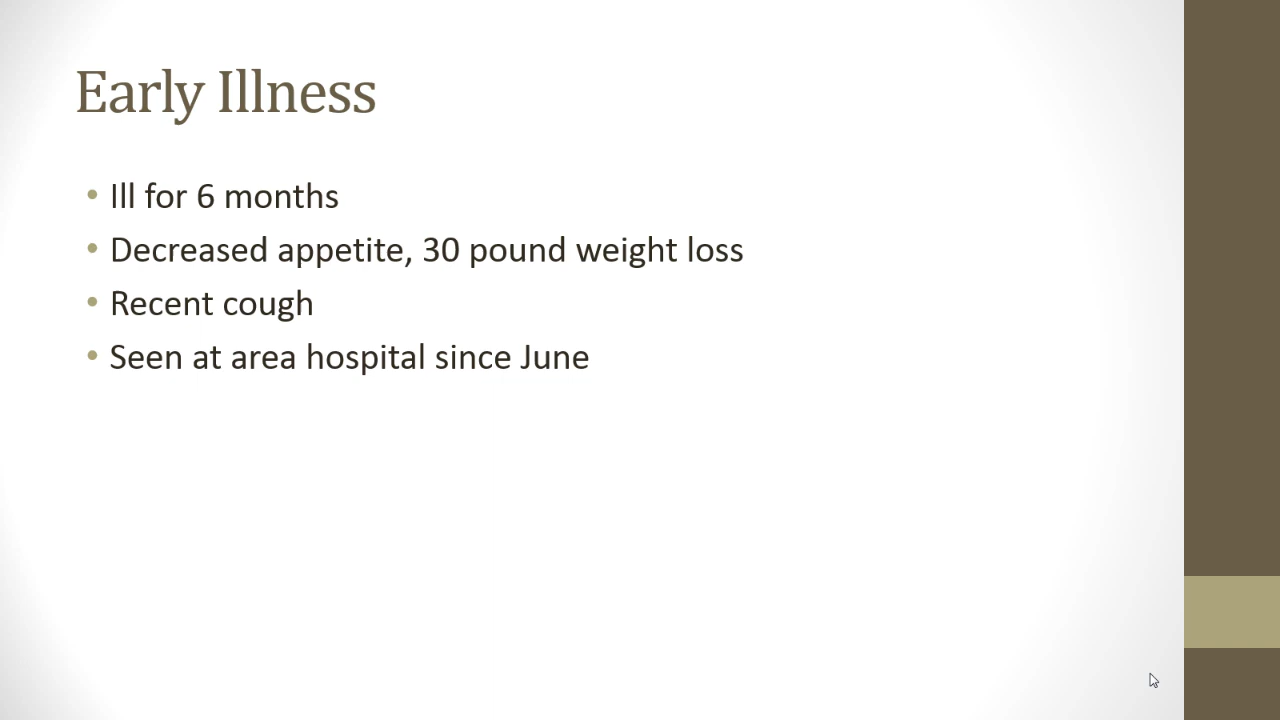 Early Illness
• Ill for 6 months
• Decreased appetite, 30 pound weight loss
• Recent cough
• Seen at area hospital since June